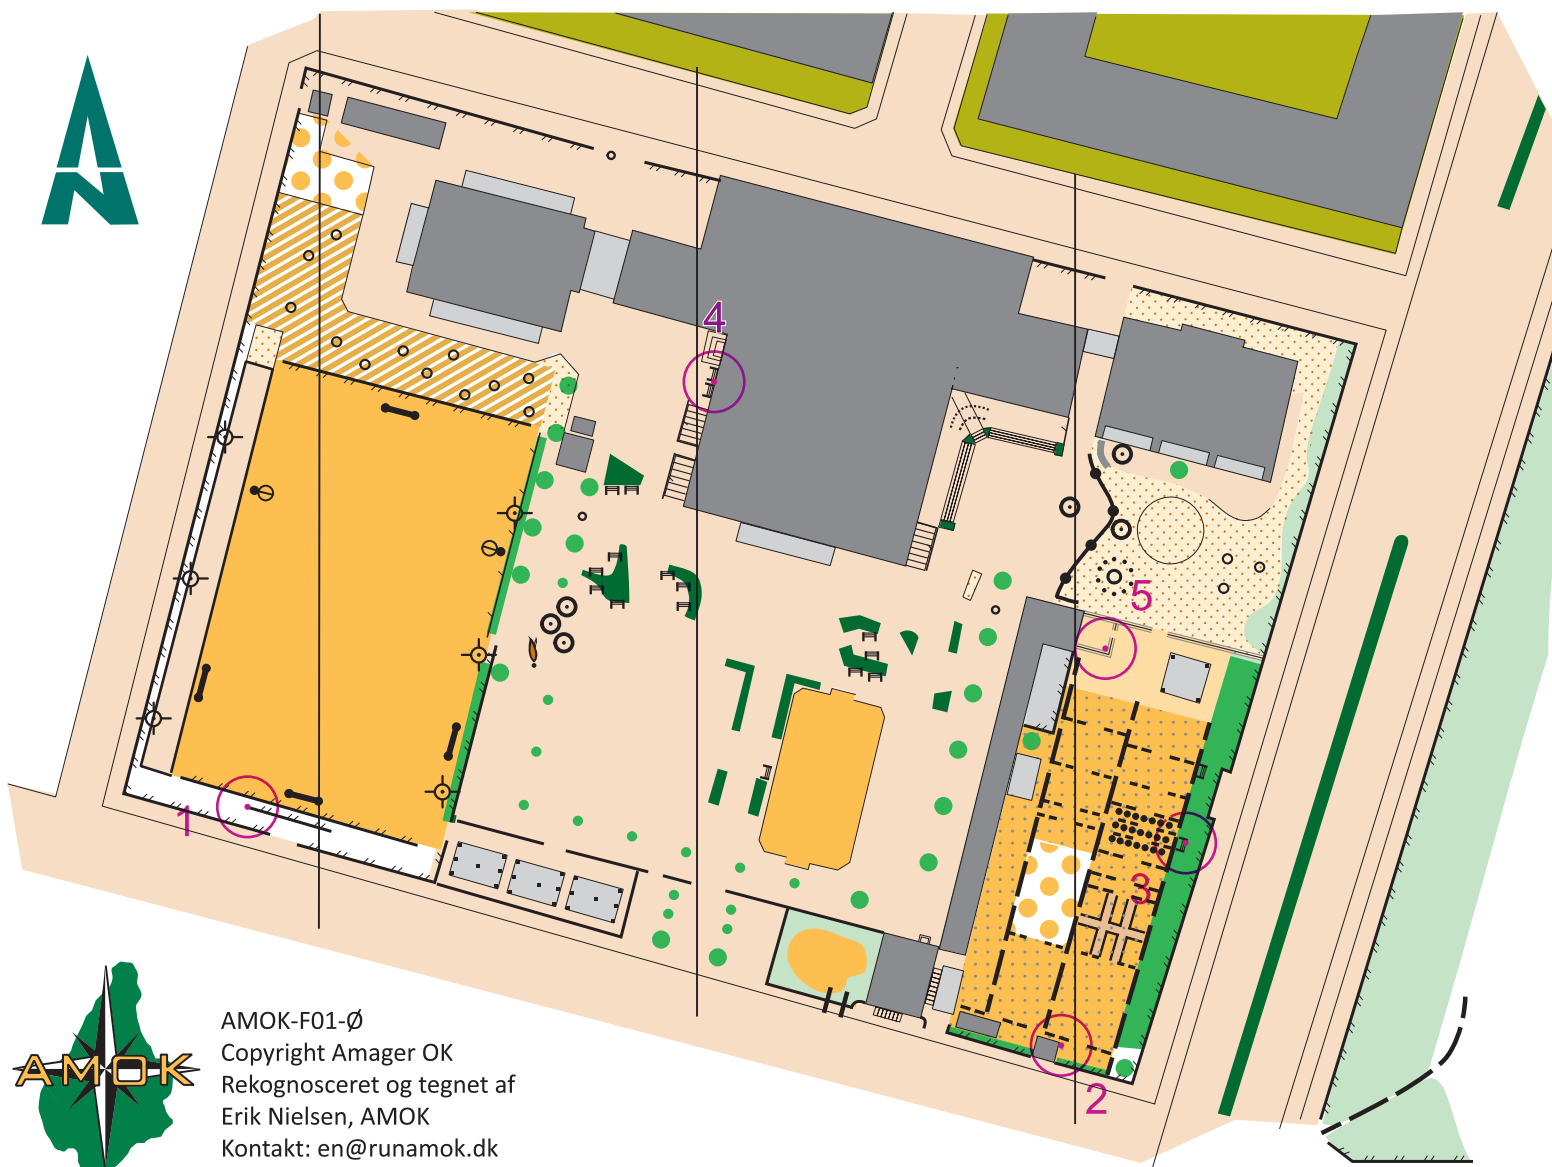 4
5
1
3
2
AMOK
AMOK-F01-Ø
Copyright Amager OK
Rekognosceret og tegnet af
Erik Nielsen, AMOK
Kontakt: en@runamok.dk